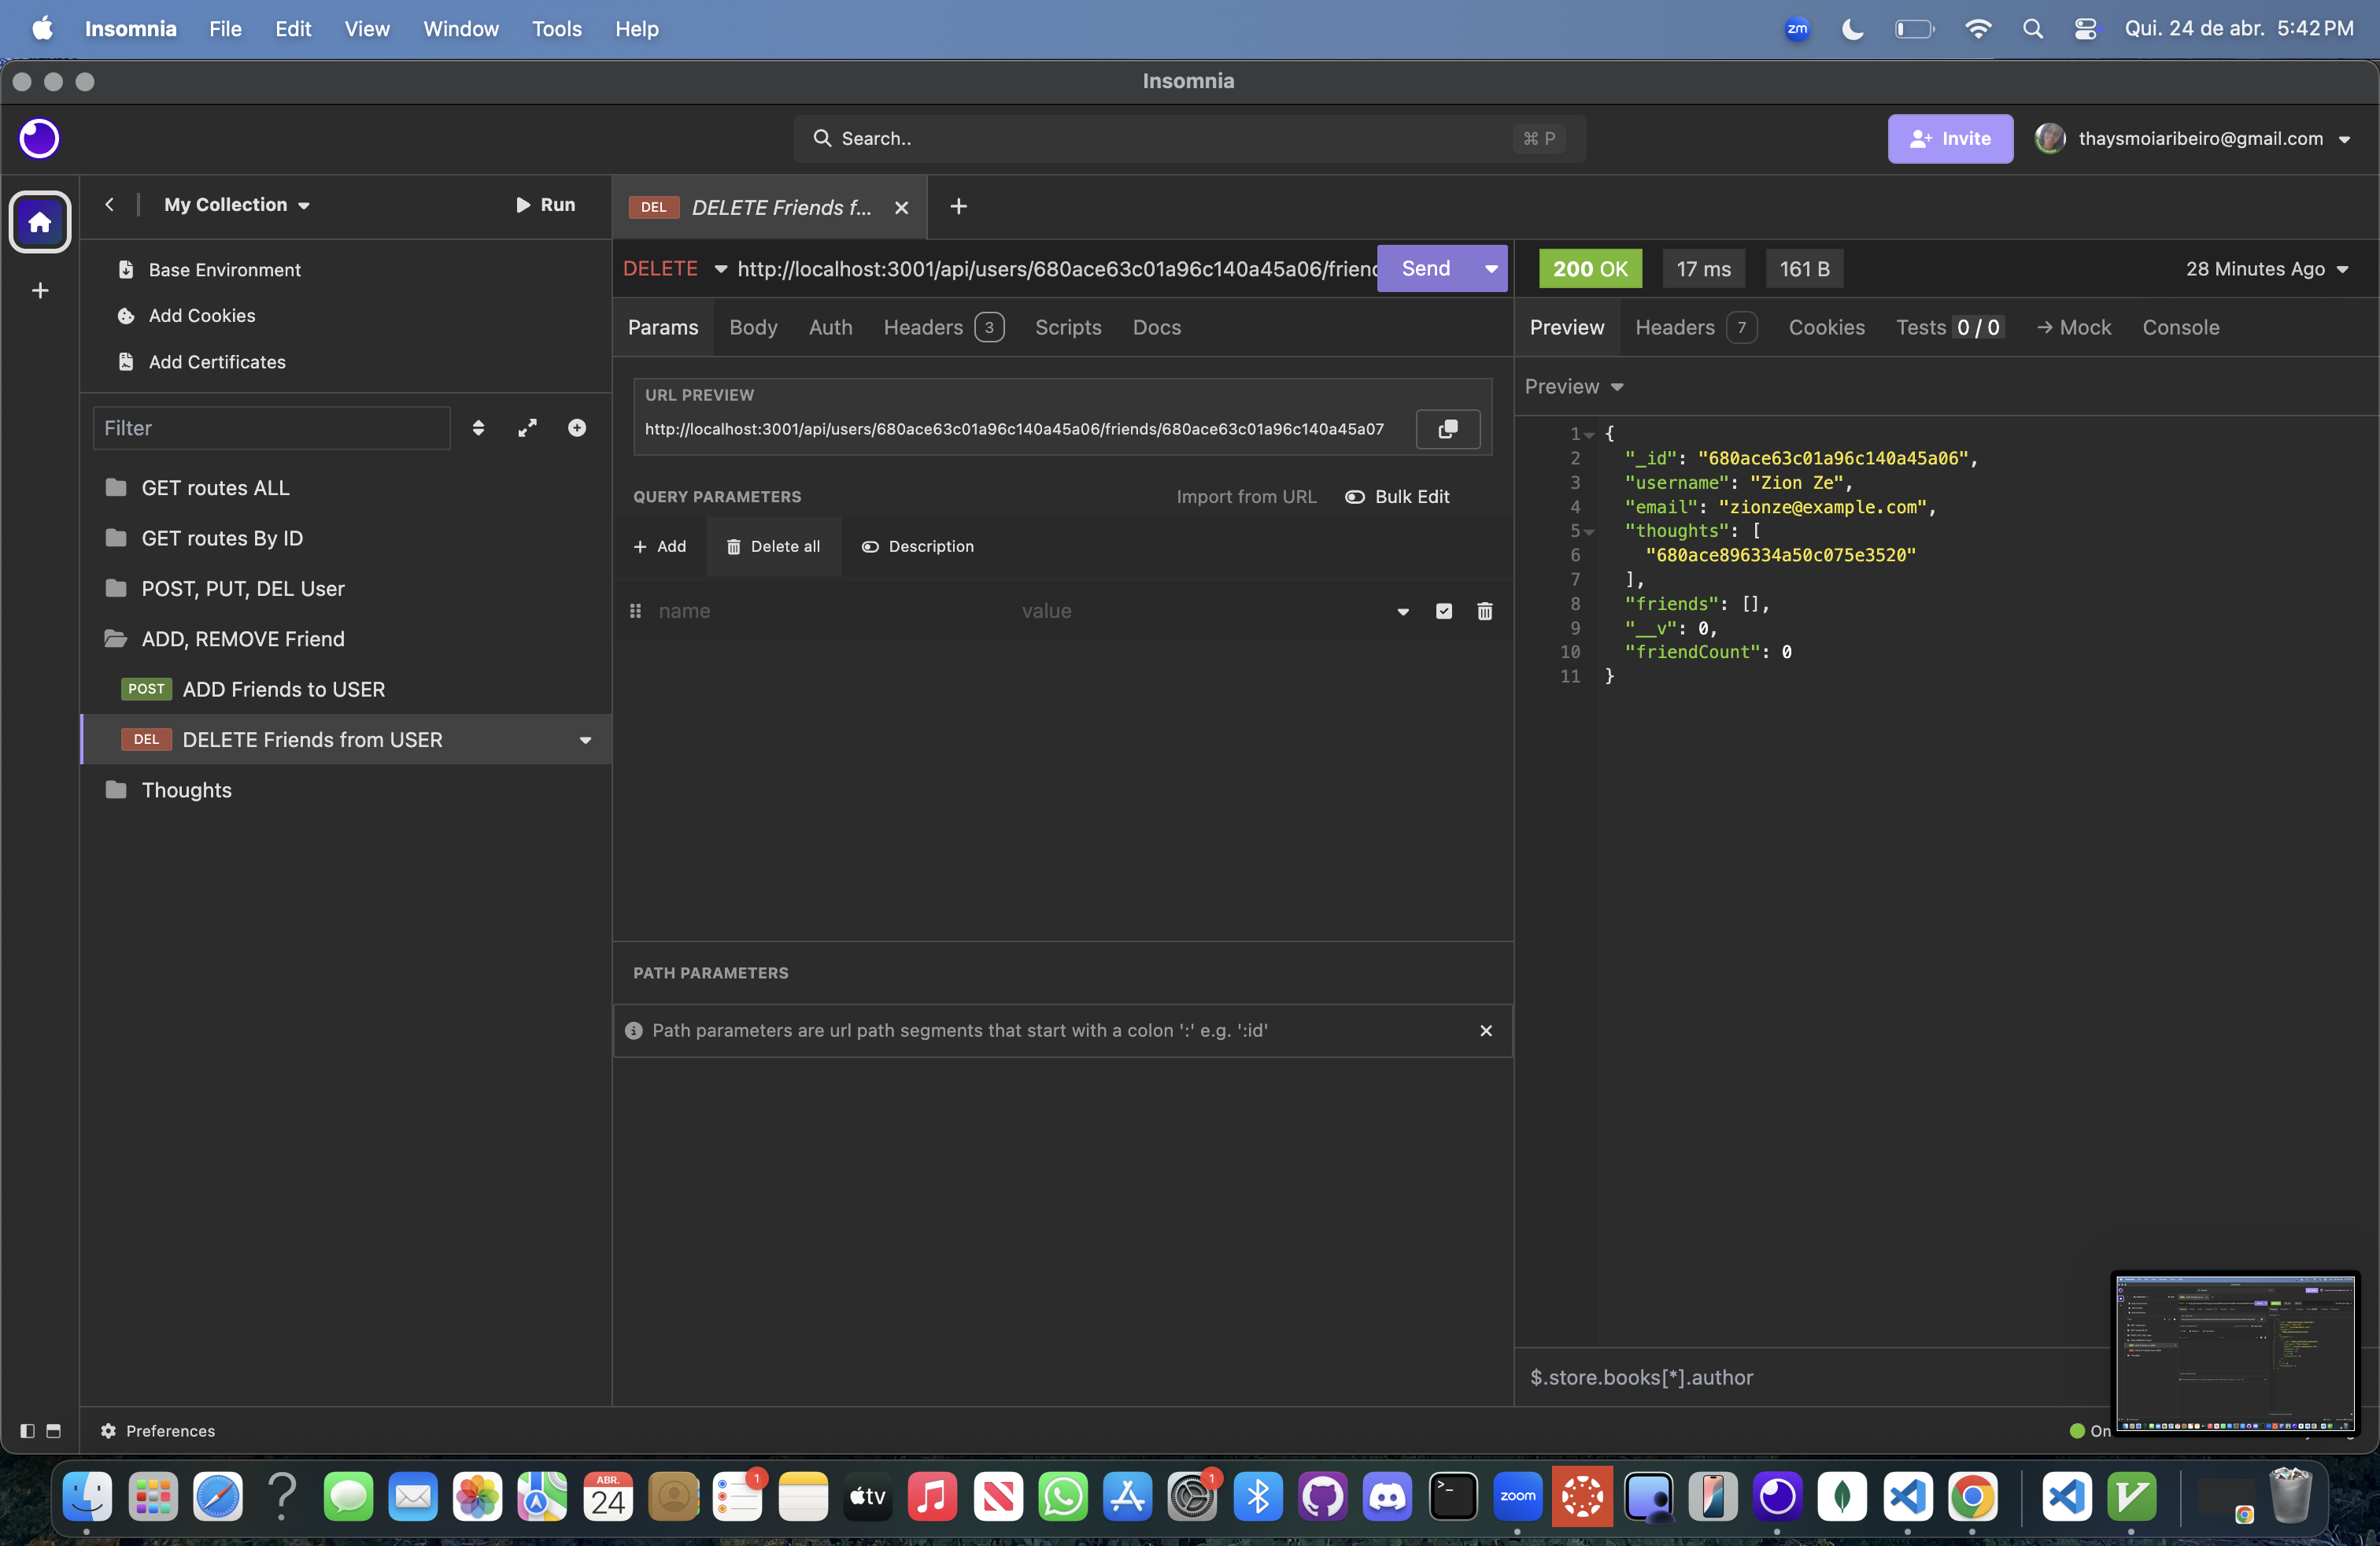 Insomnia File Edit View Window Tools Help
zm Qui. 24 de abr. 5:42 PM
Insomnia
Search..
⌘ P
Invite
thaysmoiaribeiro@gmail.com
My Collection
Run
DEL DELETE Friends f...
Base Environment
Add Cookies
Add Certificates
Filter
GET routes ALL
GET routes By ID
POST, PUT, DEL User
ADD, REMOVE Friend
POST ADD Friends to USER
DEL DELETE Friends from USER
Thoughts
DELETE http://localhost:3001/api/users/680ace63c01a96c140a45a06/friend
Send
Params Body Auth Headers 3 Scripts Docs
URL PREVIEW
http://localhost:3001/api/users/680ace63c01a96c140a45a06/friends/680ace63c01a96c140a45a07
QUERY PARAMETERS
Import from URL
Bulk Edit
Add
Delete all
Description
name value
PATH PARAMETERS
Path parameters are url path segments that start with a colon ':' e.g. ':id'
200 OK 17 ms 161 B
28 Minutes Ago
Preview Headers 7 Cookies Tests 0 / 0 → Mock Console
Preview
1 {
2 "_id": "680ace63c01a96c140a45a06",
3 "username": "Zion Ze",
4 "email": "zionze@example.com",
5 "thoughts": [
6 "680ace896334a50c075e3520"
7 ],
8 "friends": [],
9 "__v": 0,
10 "friendCount": 0
11 }
$.store.books[*].author
Preferences
On
ABR.
24
1
tv
1
zoom